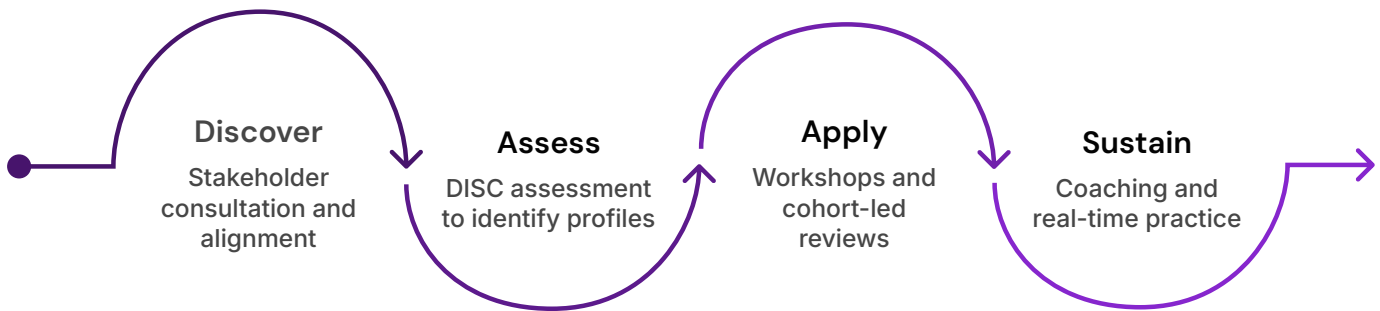 Discover
Stakeholder
consultation and
alignment
Assess
DISC assessment
to identify profiles
Apply
Workshops and
cohort-led
reviews
Sustain
Coaching and
real-time practice